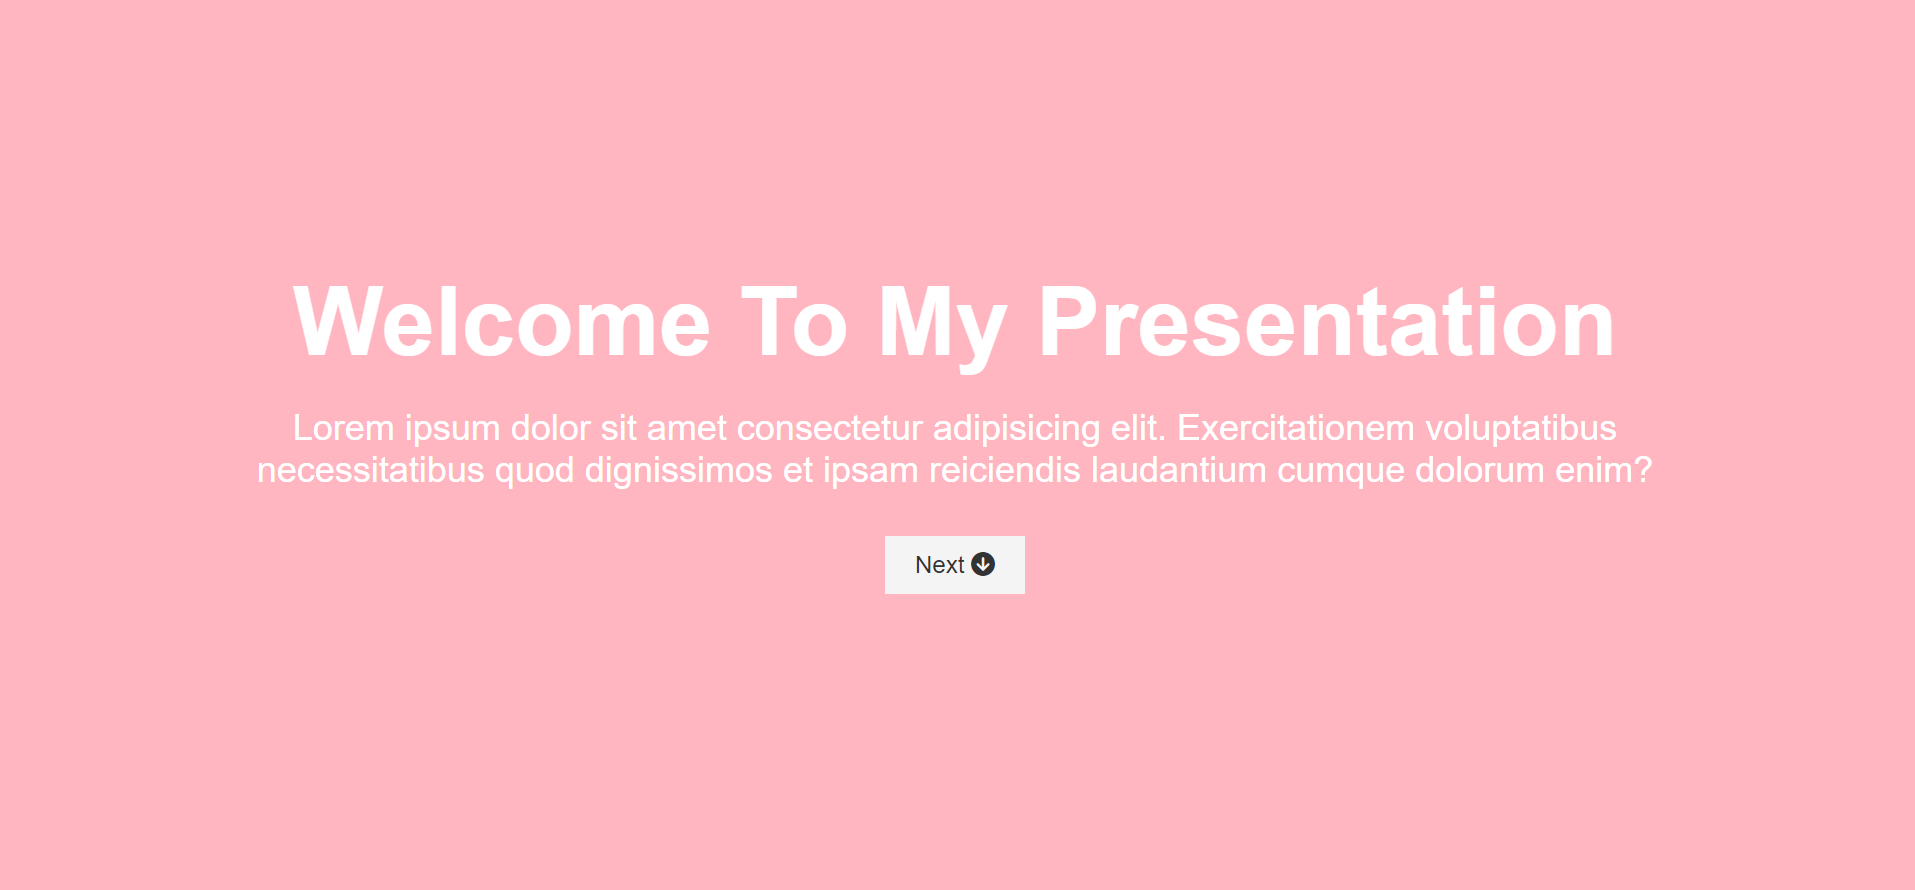 Welcome To My Presentation
Lorem ipsum dolor sit amet consectetur adipisicing elit. Exercitationem voluptatibus
necessitatibus quod dignissimos et ipsam reiciendis laudantium cumque dolorum enim?
Next